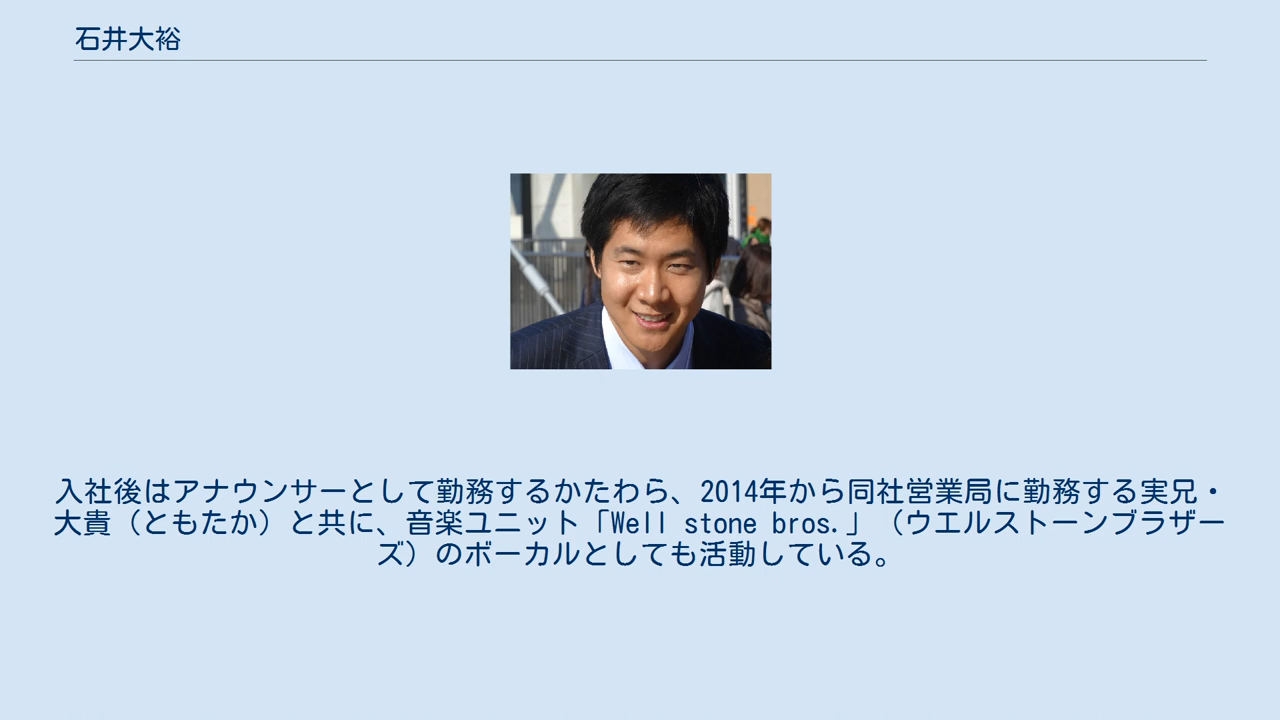 石井大裕
入社後はアナウンサーとして勤務するかたわら、2014年から同社営業局に勤務する実兄・
大貴（ともたか）と共に、音楽ユニット「Well stone bros.」（ウエルストーンブラザー
ズ）のボーカルとしても活動している。